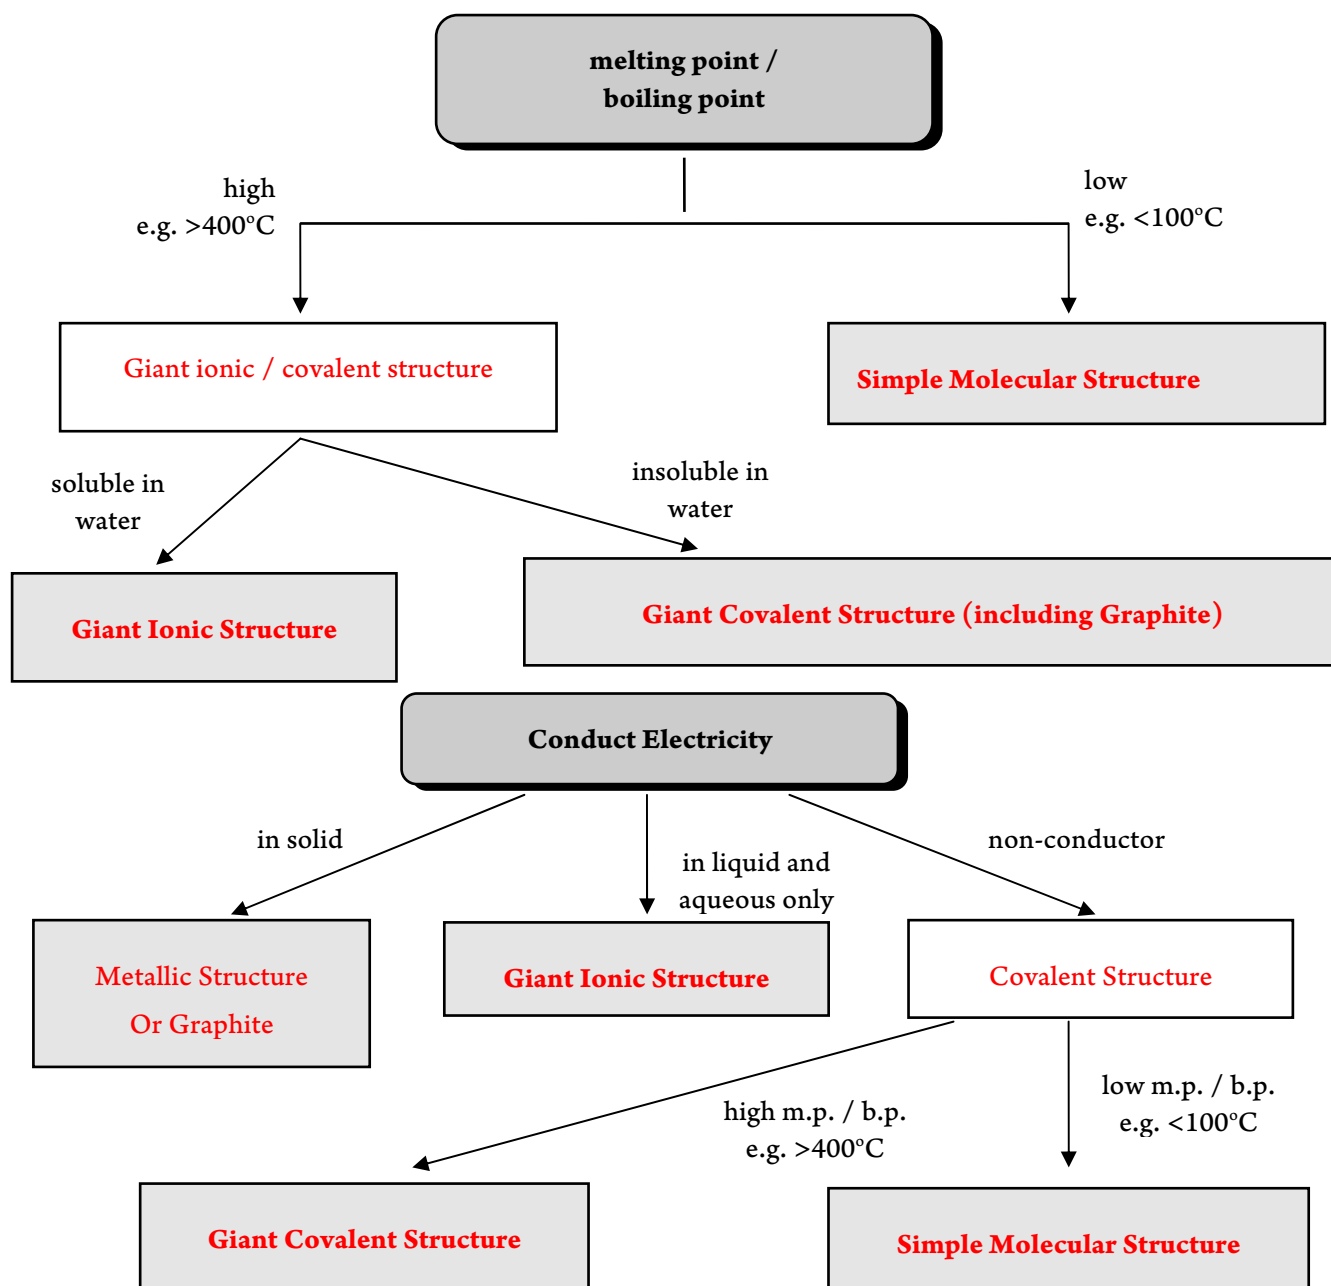 melting point /
boiling point
high
e.g. >400°C
low
e.g. <100°C
Giant ionic / covalent structure
Simple Molecular Structure
soluble in
water
insoluble in
water
Giant Ionic Structure
Giant Covalent Structure (including Graphite)
Conduct Electricity
in solid
in liquid and
aqueous only
non-conductor
Metallic Structure
Or Graphite
Giant Ionic Structure
Covalent Structure
high m.p. / b.p.
e.g. >400°C
low m.p. / b.p.
e.g. <100°C
Giant Covalent Structure
Simple Molecular Structure